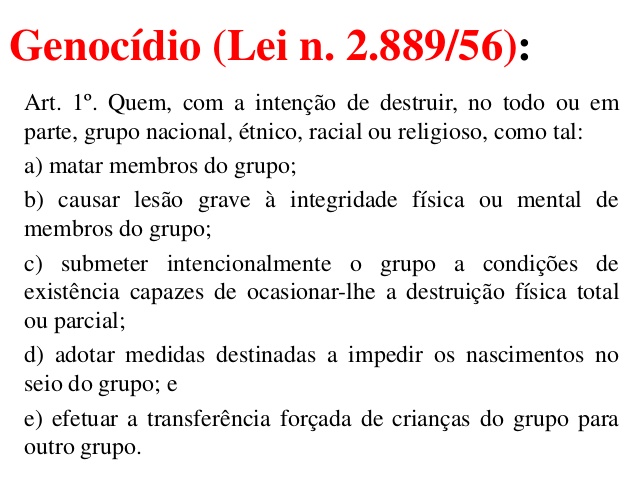 Genocídio (Lei n. 2.889/56):
Art. 1º. Quem, com a intenção de destruir, no todo ou em
parte, grupo nacional, étnico, racial ou religioso, como tal:
a) matar membros do grupo;
b) causar lesão grave à integridade física ou mental de
membros do grupo;
c) submeter intencionalmente o grupo a condições de
existência capazes de ocasionar-lhe a destruição física total
ou parcial;
d) adotar medidas destinadas a impedir os nascimentos no
seio do grupo; e
e) efetuar a transferência forçada de crianças do grupo para
outro grupo.